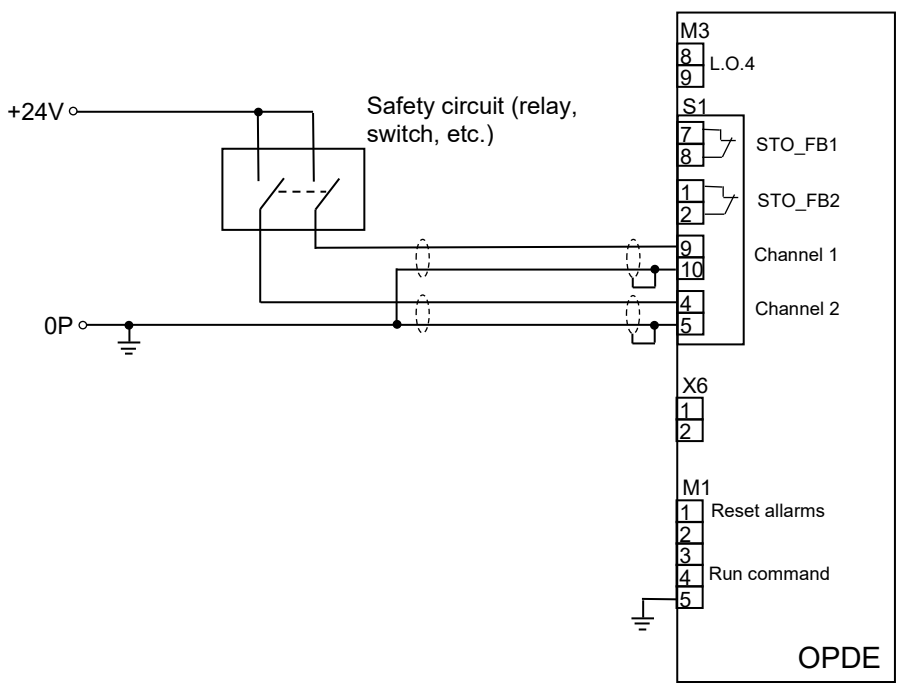 M3
8
L.O.4
9
S1
+24V
Safety circuit (relay,
switch, etc.)
7
STO_FB1
8
1
STO_FB2
2
9
Channel 1
10
4
Channel 2
0P
5
X6
1
2
M1
1
Reset allarms
2
3
4
Run command
5
OPDE